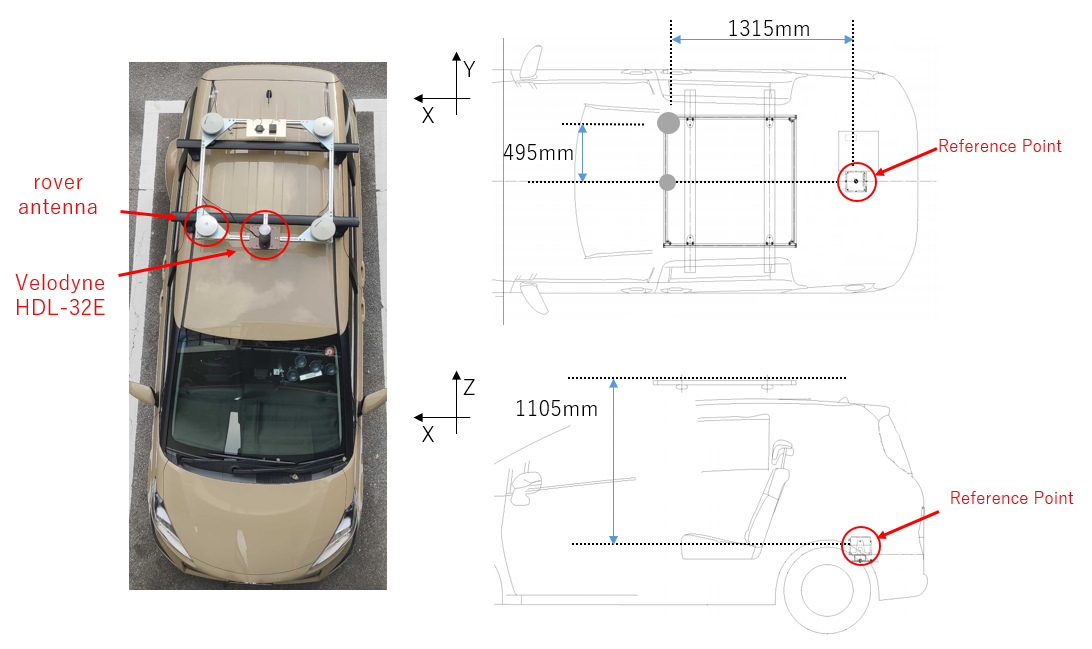 rover
antenna
Velodyne
HDL-32E
Y
X
1315mm
495mm
Reference Point
Z
X
1105mm
Reference Point